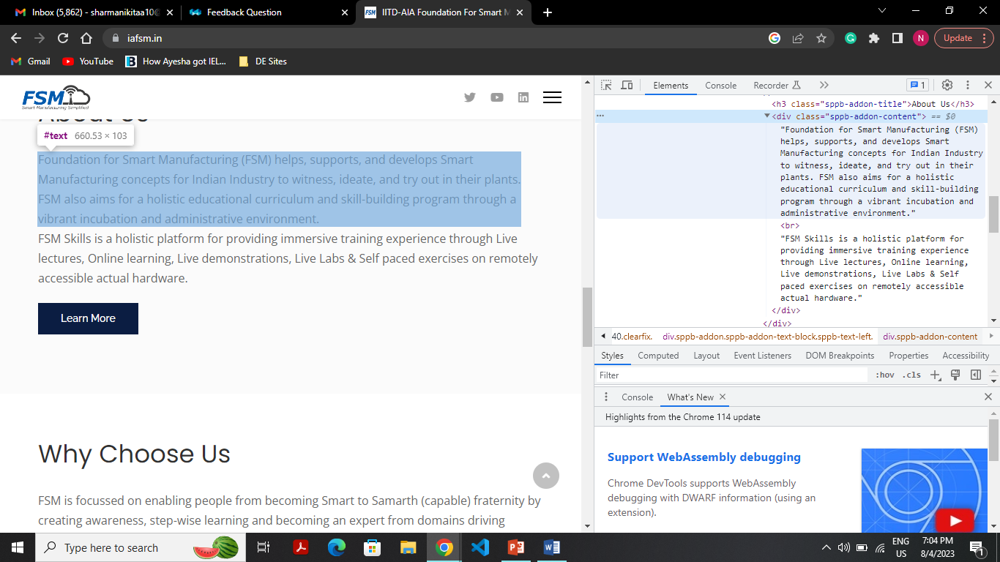 Inbox (5,862) - sharmanikitaa10@
Feedback Question
FSM
IITD-AIA Foundation For Smart M
iafsm.in
N
Update
Gmail
YouTube
How Ayesha got IEL...
DE Sites
FSM
Smart Manufacturing Simplified
About Us
#text 660.53 × 103
Foundation for Smart Manufacturing (FSM) helps, supports, and develops Smart
Manufacturing concepts for Indian Industry to witness, ideate, and try out in their plants.
FSM also aims for a holistic educational curriculum and skill-building program through a
vibrant incubation and administrative environment.
FSM Skills is a holistic platform for providing immersive training experience through Live
lectures, Online learning, Live demonstrations, Live Labs & Self paced exercises on remotely
accessible actual hardware.
Learn More
Why Choose Us
FSM is focussed on enabling people from becoming Smart to Samarth (capable) fraternity by
creating awareness, step-wise learning and becoming an expert from domains driving
Elements
Console
Recorder
1
<h3 class="sppb-addon-title">About Us</h3>
<div class="sppb-addon-content"> == $0
"Foundation for Smart Manufacturing (FSM)
helps, supports, and develops Smart
Manufacturing concepts for Indian Industry
to witness, ideate, and try out in their
plants. FSM also aims for a holistic
educational curriculum and skill-building
program through a vibrant incubation and
administrative environment."
<br>
"FSM Skills is a holistic platform for
providing immersive training experience
through Live lectures, Online learning,
Live demonstrations, Live Labs & Self
paced exercises on remotely accessible
actual hardware."
</div>
</div>
40.clearfix. div.sppb-addon.sppb-addon-text-block.sppb-text-left. div.sppb-addon-content
Styles Computed Layout Event Listeners DOM Breakpoints Properties Accessibility
Filter
:hov .cls
Console
What's New
Highlights from the Chrome 114 update
Support WebAssembly debugging
Chrome DevTools supports WebAssembly
debugging with DWARF information (using an
extension).
Type here to search
ENG
US
7:04 PM
8/4/2023
1